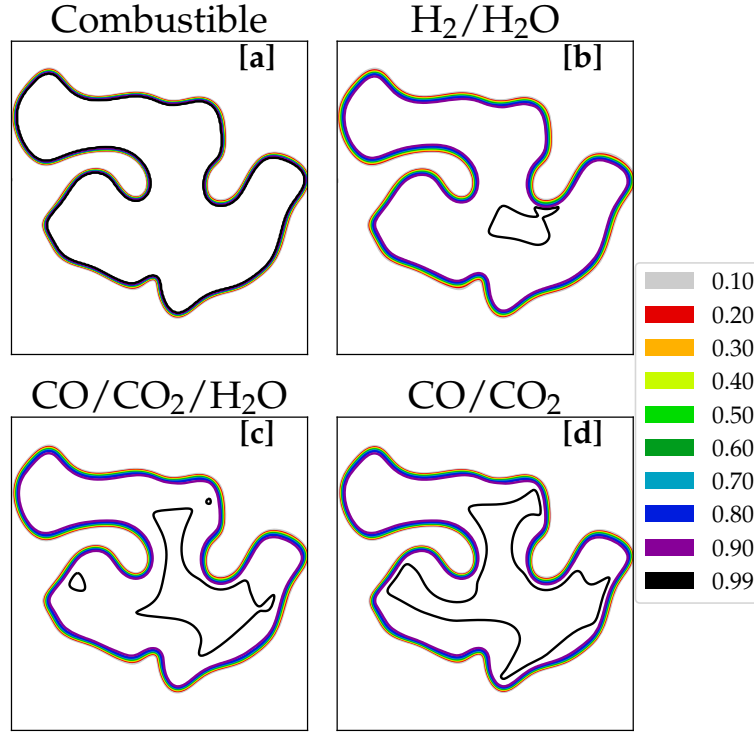 Combustible
[a]
H₂/H₂O
[b]
CO/CO₂/H₂O
[c]
CO/CO₂
[d]
0.10
0.20
0.30
0.40
0.50
0.60
0.70
0.80
0.90
0.99